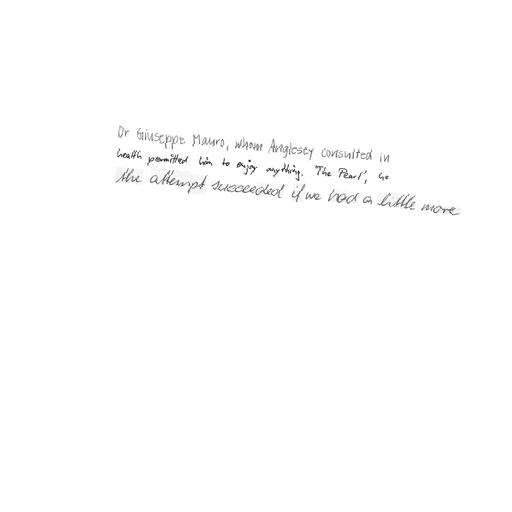 Dr Giuseppe Mauro, whom Anglesey consulted in
health permitted him to enjoy anything. 'The Pearl', he
the attempt succeeded if we had a little more